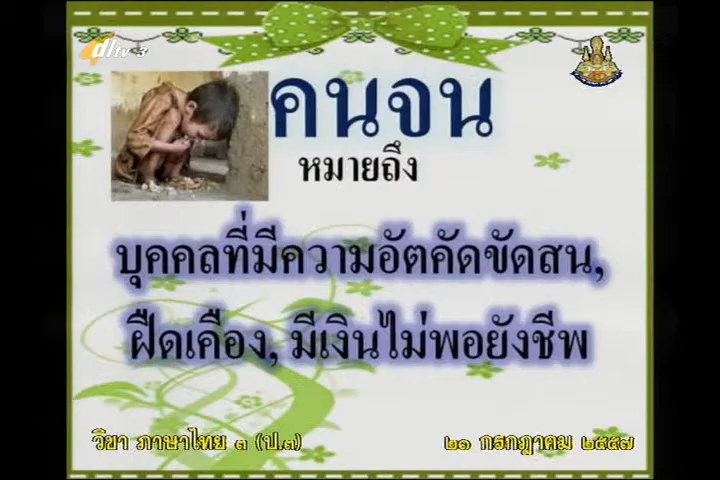 dltv 3
คนจน
หมายถึง
บุคคลที่มีความอัตคัดขัดสน,
ฝืดเคือง, มีเงินไม่พอยังชีพ
วิชา ภาษาไทย ๓ (ป.๓)
๒๑ กรกฎาคม ๒๕๕๗